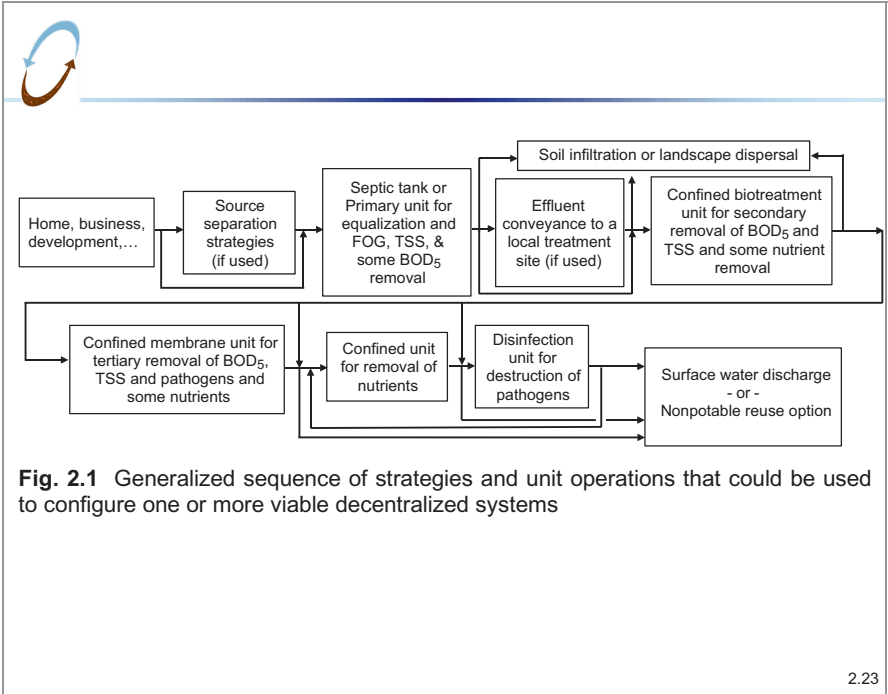 Soil infiltration or landscape dispersal
Home, business,
development,…
Source
separation
strategies
(if used)
Septic tank or
Primary unit for
equalization and
FOG, TSS, &
some BOD5
removal
Effluent
conveyance to a
local treatment
site (if used)
Confined biotreatment
unit for secondary
removal of BOD5 and
TSS and some nutrient
removal
Confined membrane unit for
tertiary removal of BOD5,
TSS and pathogens and
some nutrients
Confined unit
for removal of
nutrients
Disinfection
unit for
destruction of
pathogens
Surface water discharge
- or -
Nonpotable reuse option
Fig. 2.1 Generalized sequence of strategies and unit operations that could be used
to configure one or more viable decentralized systems
2.23